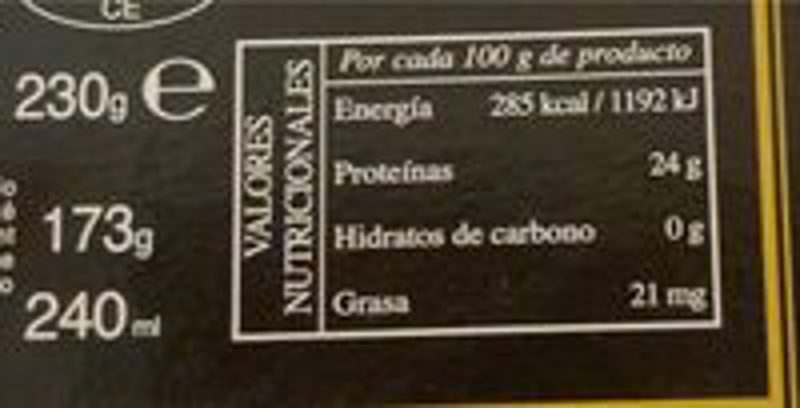 CE
230g e
173g
240ml
VALORES
NUTRICIONALES
Por cada 100 g de producto
Energía 285 kcal / 1192 kJ
Proteínas 24 g
Hidratos de carbono 0 g
Grasa 21 mg